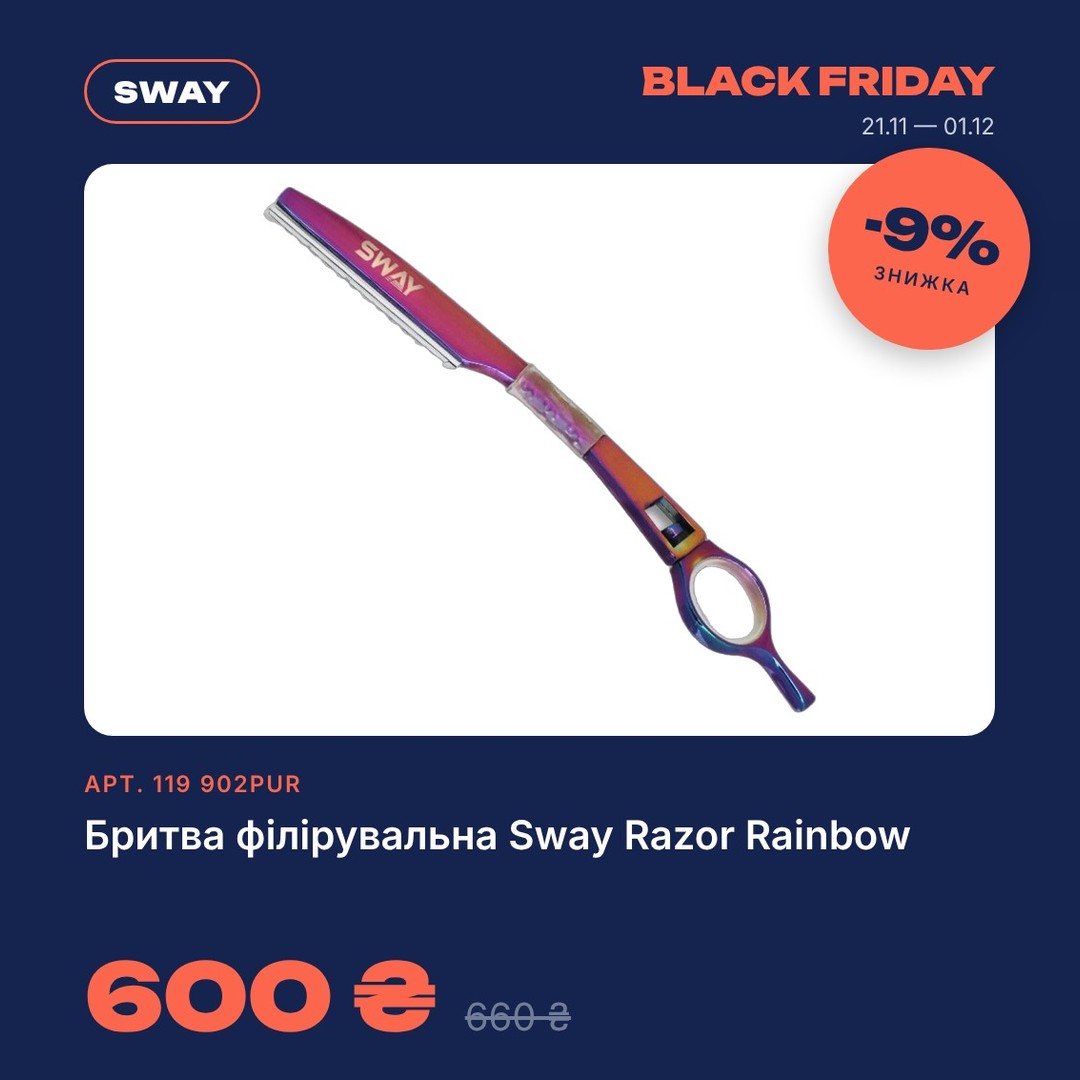 SWAY
BLACK FRIDAY
21.11 — 01.12
-9%
ЗНИЖКА
SWAY
АРТ. 119 902PUR
Бритва філірувальна Sway Razor Rainbow
600 ₴
660 ₴